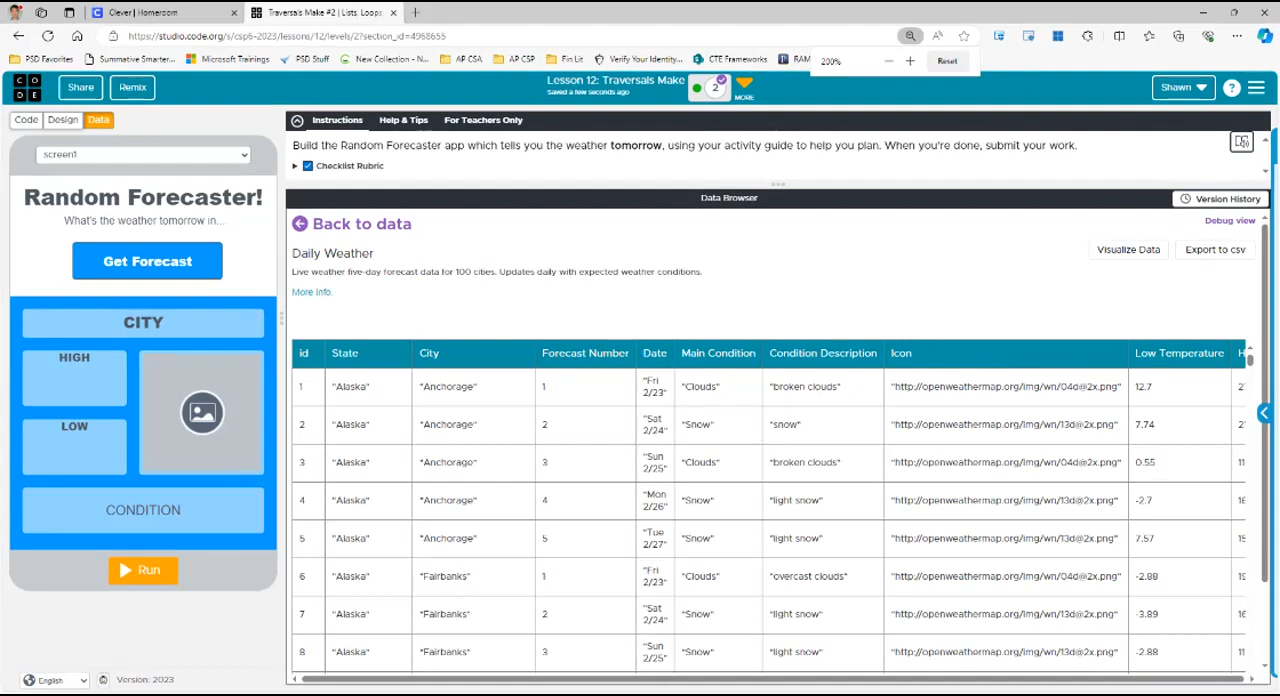 Clever | Homeroom
Traversals Make #2 | Lists, Loops
https://studio.code.org/s/csp6-2023/lessons/12/levels/2?section_id=4968655
PSD Favorites
Summative Smarter...
Microsoft Trainings
PSD Stuff
New Collection - N...
AP CSA
AP CSP
Fin Lit
Verify Your Identity...
CTE Frameworks
RAM
200%
Reset
C O
D E
Share
Remix
Lesson 12: Traversals Make
Saved a few seconds ago
2
MORE
Shawn
?
Code
Design
Data
Instructions
Help & Tips
For Teachers Only
screen1
Build the Random Forecaster app which tells you the weather tomorrow, using your activity guide to help you plan. When you're done, submit your work.
Checklist Rubric
Data Browser
Version History
Random Forecaster!
What's the weather tomorrow in...
Get Forecast
CITY
HIGH
LOW
CONDITION
Run
Back to data
Debug view
Daily Weather
Visualize Data
Export to csv
Live weather five-day forecast data for 100 cities. Updates daily with expected weather conditions.
More info.
id State City Forecast Number Date Main Condition Condition Description Icon Low Temperature H
1 "Alaska" "Anchorage" 1 "Fri 2/23" "Clouds" "broken clouds" "http://openweathermap.org/img/wn/04d@2x.png" 12.7 2
2 "Alaska" "Anchorage" 2 "Sat 2/24" "Snow" "snow" "http://openweathermap.org/img/wn/13d@2x.png" 7.74 2
3 "Alaska" "Anchorage" 3 "Sun 2/25" "Clouds" "broken clouds" "http://openweathermap.org/img/wn/04d@2x.png" 0.55 11
4 "Alaska" "Anchorage" 4 "Mon 2/26" "Snow" "light snow" "http://openweathermap.org/img/wn/13d@2x.png" -2.7 16
5 "Alaska" "Anchorage" 5 "Tue 2/27" "Snow" "light snow" "http://openweathermap.org/img/wn/13d@2x.png" 7.57 15
6 "Alaska" "Fairbanks" 1 "Fri 2/23" "Clouds" "overcast clouds" "http://openweathermap.org/img/wn/04d@2x.png" -2.88 19
7 "Alaska" "Fairbanks" 2 "Sat 2/24" "Snow" "light snow" "http://openweathermap.org/img/wn/13d@2x.png" -3.89 16
8 "Alaska" "Fairbanks" 3 "Sun 2/25" "Snow" "light snow" "http://openweathermap.org/img/wn/13d@2x.png" -2.88 11
English
Version: 2023